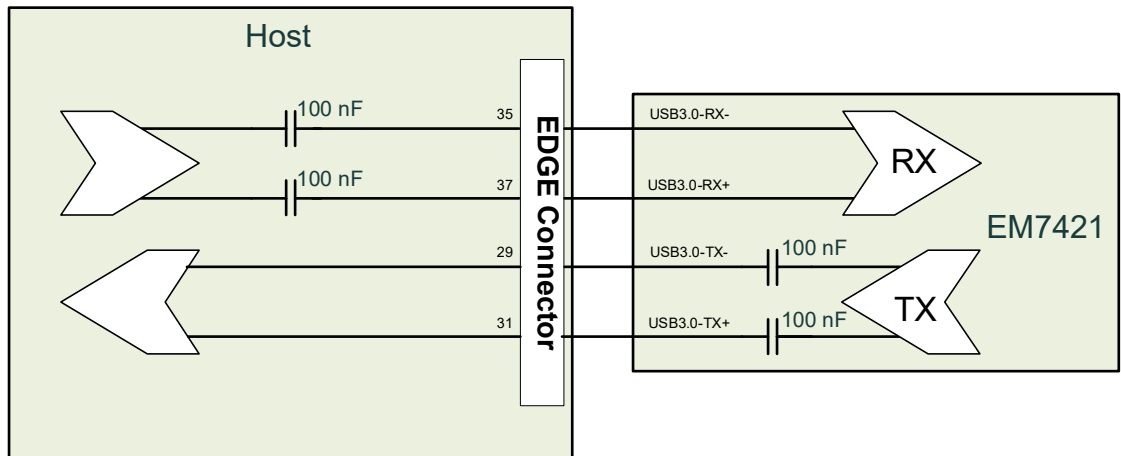 Host
100 nF
35
USB3.0-RX-
100 nF
37
USB3.0-RX+
RX
EDGE Connector
EM7421
29
USB3.0-TX-
100 nF
31
USB3.0-TX+
100 nF
TX